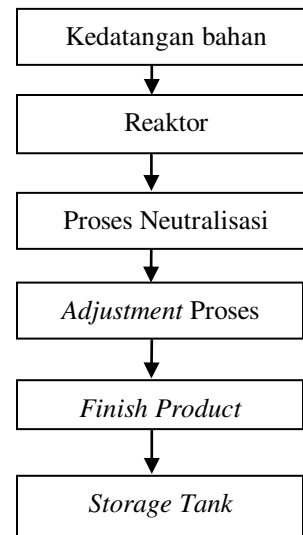 Kedatangan bahan
Reaktor
Proses Neutralisasi
Adjustment Proses
Finish Product
Storage Tank